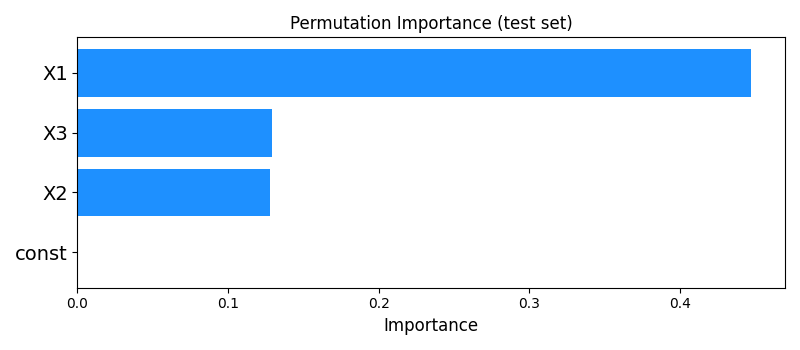 Permutation Importance (test set)
X1
X3
X2
const
0.0 0.1 0.2 0.3 0.4
Importance